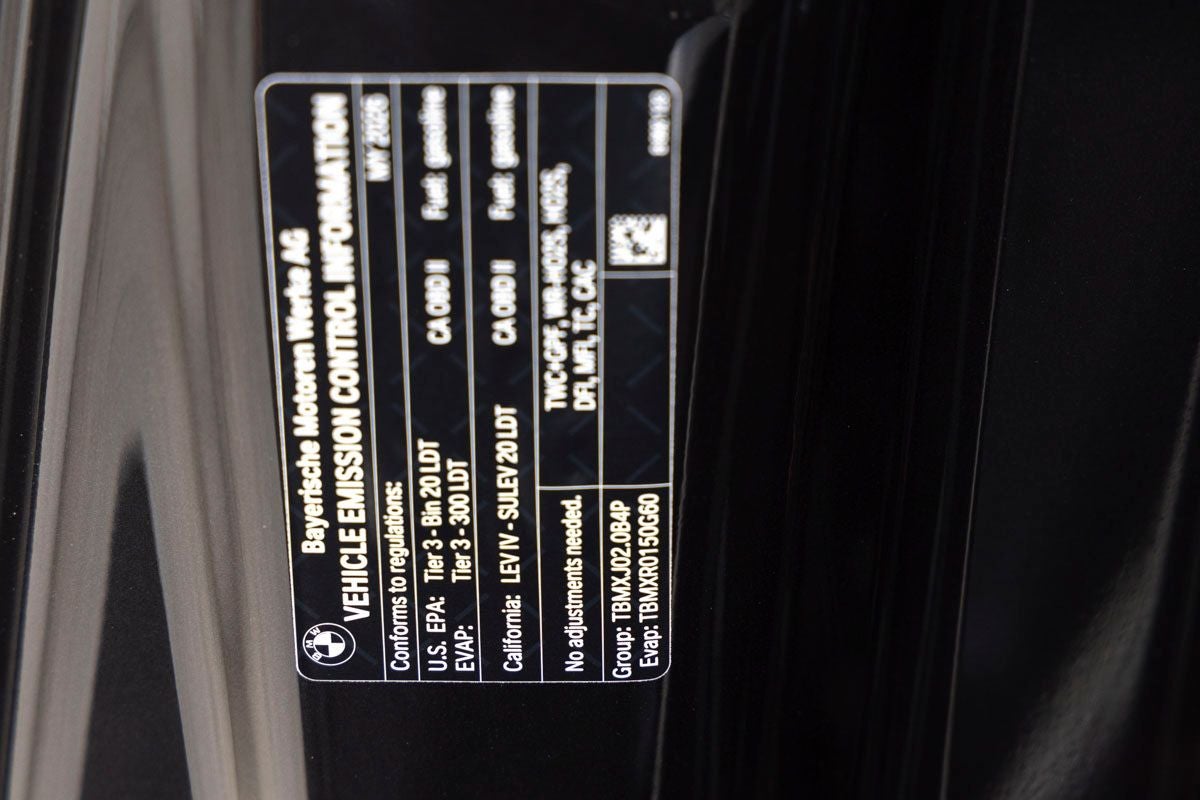 BMW
Bayerische Motoren Werke AG
VEHICLE EMISSION CONTROL INFORMATION
MY 2026
Conforms to regulations:
U.S. EPA: Tier 3 - Bin 20 LDT CA OBD II Fuel: gasoline
EVAP: Tier 3 - 300 LDT
California: LEV IV - SULEV 20 LDT CA OBD II Fuel: gasoline
No adjustments needed.
TWC+GPF, WR-HO2S, HO2S,
DFI, MFI, TC, CAC
Group: TBMXJ02.0B4P
Evap: TBMXR0150G60